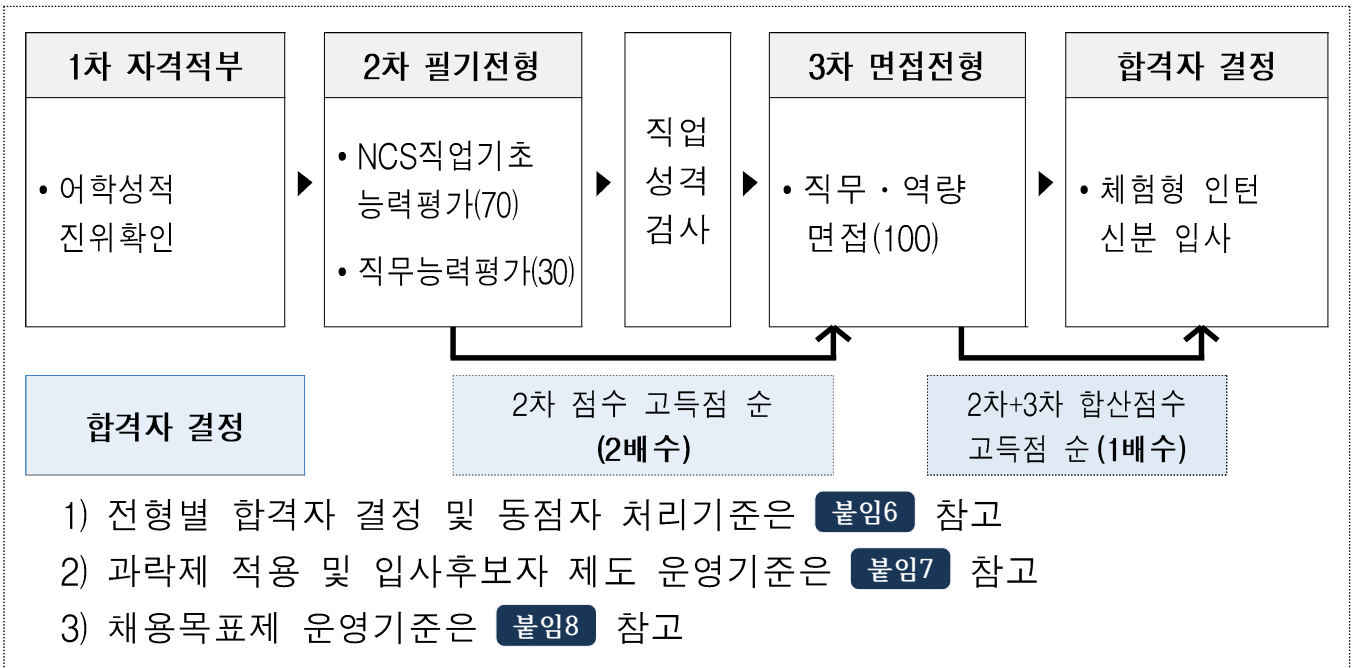 1차 자격적부
• 어학성적
진위확인
2차 필기전형
• NCS직업기초
능력평가(70)
• 직무능력평가(30)
직업
성격
검사
3차 면접전형
• 직무·역량
면접(100)
합격자 결정
• 체험형 인턴
신분 입사
합격자 결정
2차 점수 고득점 순
(2배수)
2차+3차 합산점수
고득점 순 (1배수)
1) 전형별 합격자 결정 및 동점자 처리기준은 붙임6 참고
2) 과락제 적용 및 입사후보자 제도 운영기준은 붙임7 참고
3) 채용목표제 운영기준은 붙임8 참고